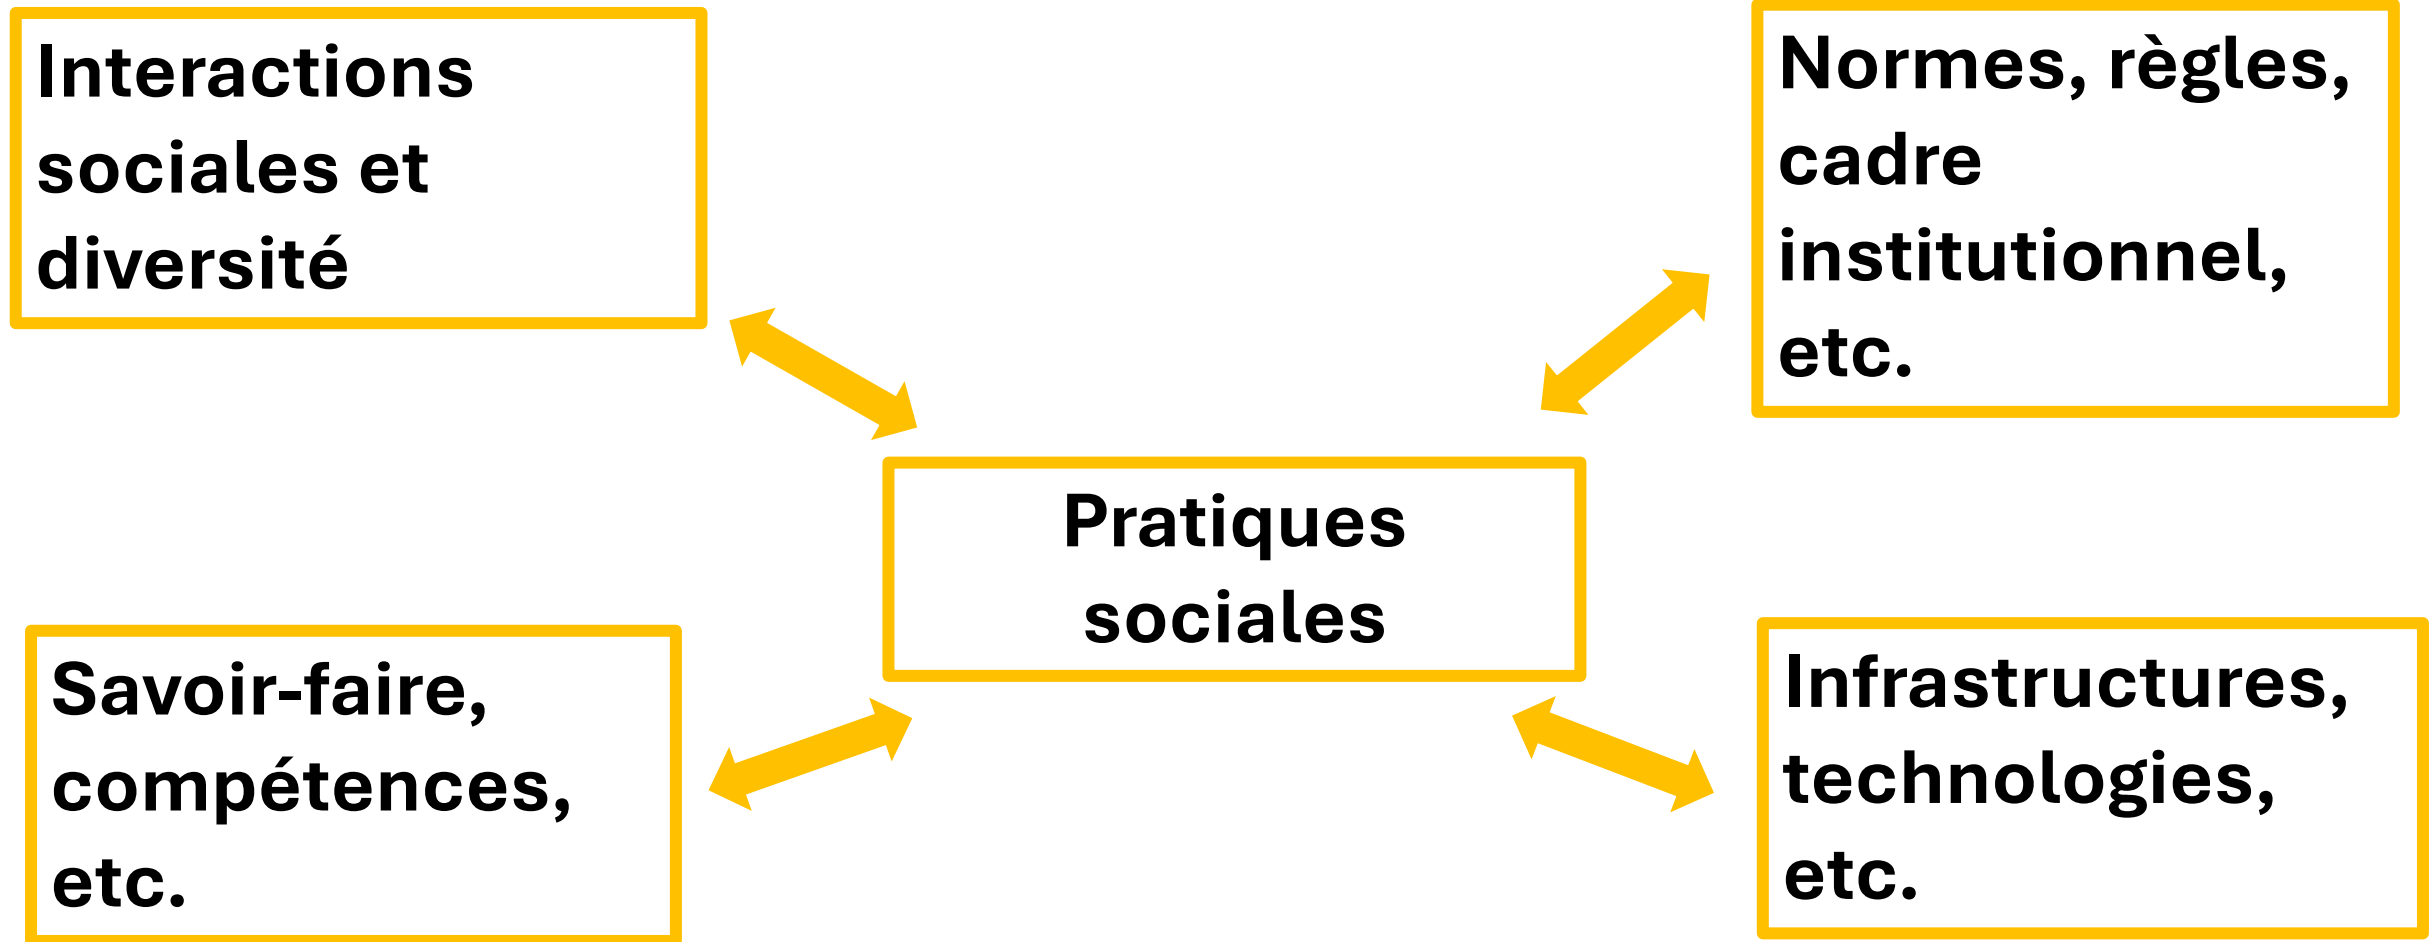 Interactions
sociales et
diversité
Normes, règles,
cadre
institutionnel,
etc.
Pratiques
sociales
Savoir-faire,
compétences,
etc.
Infrastructures,
technologies,
etc.